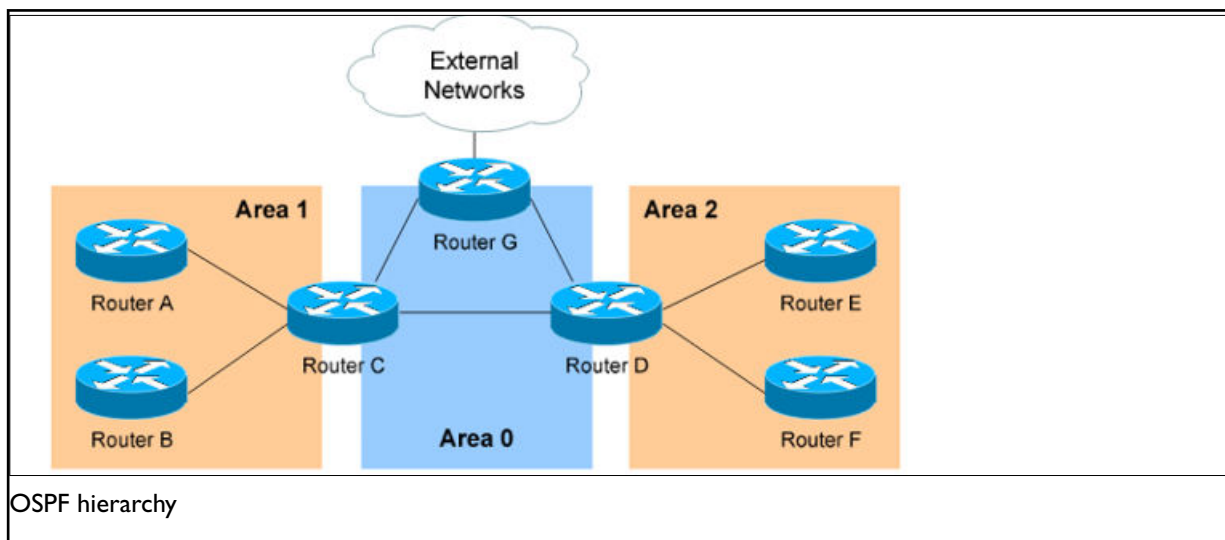 External
Networks
Area 1
Area 2
Router G
Router A
Router E
Router C
Router D
Router B
Area 0
Router F
OSPF hierarchy